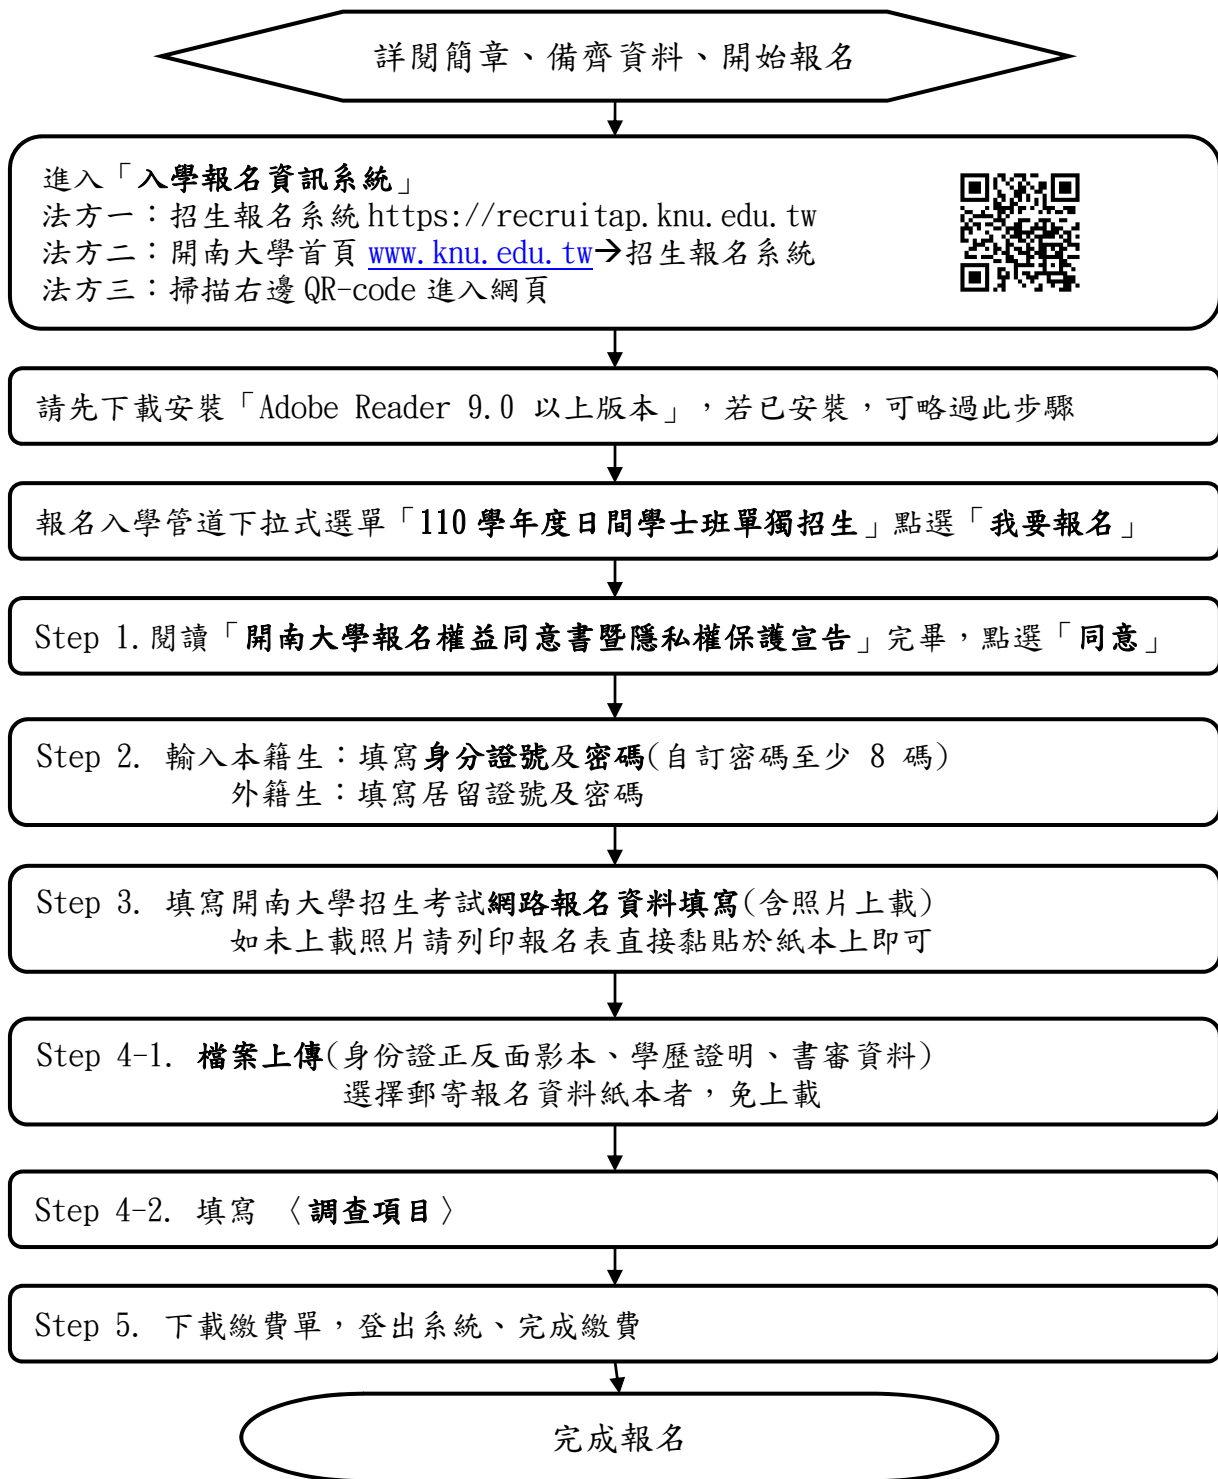 詳閱簡章、備齊資料、開始報名
進入「入學報名資訊系統」
法方一：招生報名系統 https://recruitap.knu.edu.tw
法方二：開南大學首頁 www.knu.edu.tw→招生報名系統
法方三：掃描右邊 QR-code 進入網頁
請先下載安裝「Adobe Reader 9.0 以上版本」，若已安裝，可略過此步驟
報名入學管道下拉式選單「110 學年度日間學士班單獨招生」點選「我要報名」
Step 1.閱讀「開南大學報名權益同意書暨隱私權保護宣告」完畢，點選「同意」
Step 2. 輸入本籍生：填寫身分證號及密碼(自訂密碼至少 8 碼)
外籍生：填寫居留證號及密碼
Step 3. 填寫開南大學招生考試網路報名資料填寫(含照片上載)
如未上載照片請列印報名表直接黏貼於紙本上即可
Step 4-1. 檔案上傳(身份證正反面影本、學歷證明、書審資料)
選擇郵寄報名資料紙本者，免上載
Step 4-2. 填寫 〈調查項目〉
Step 5. 下載繳費單，登出系統、完成繳費
完成報名